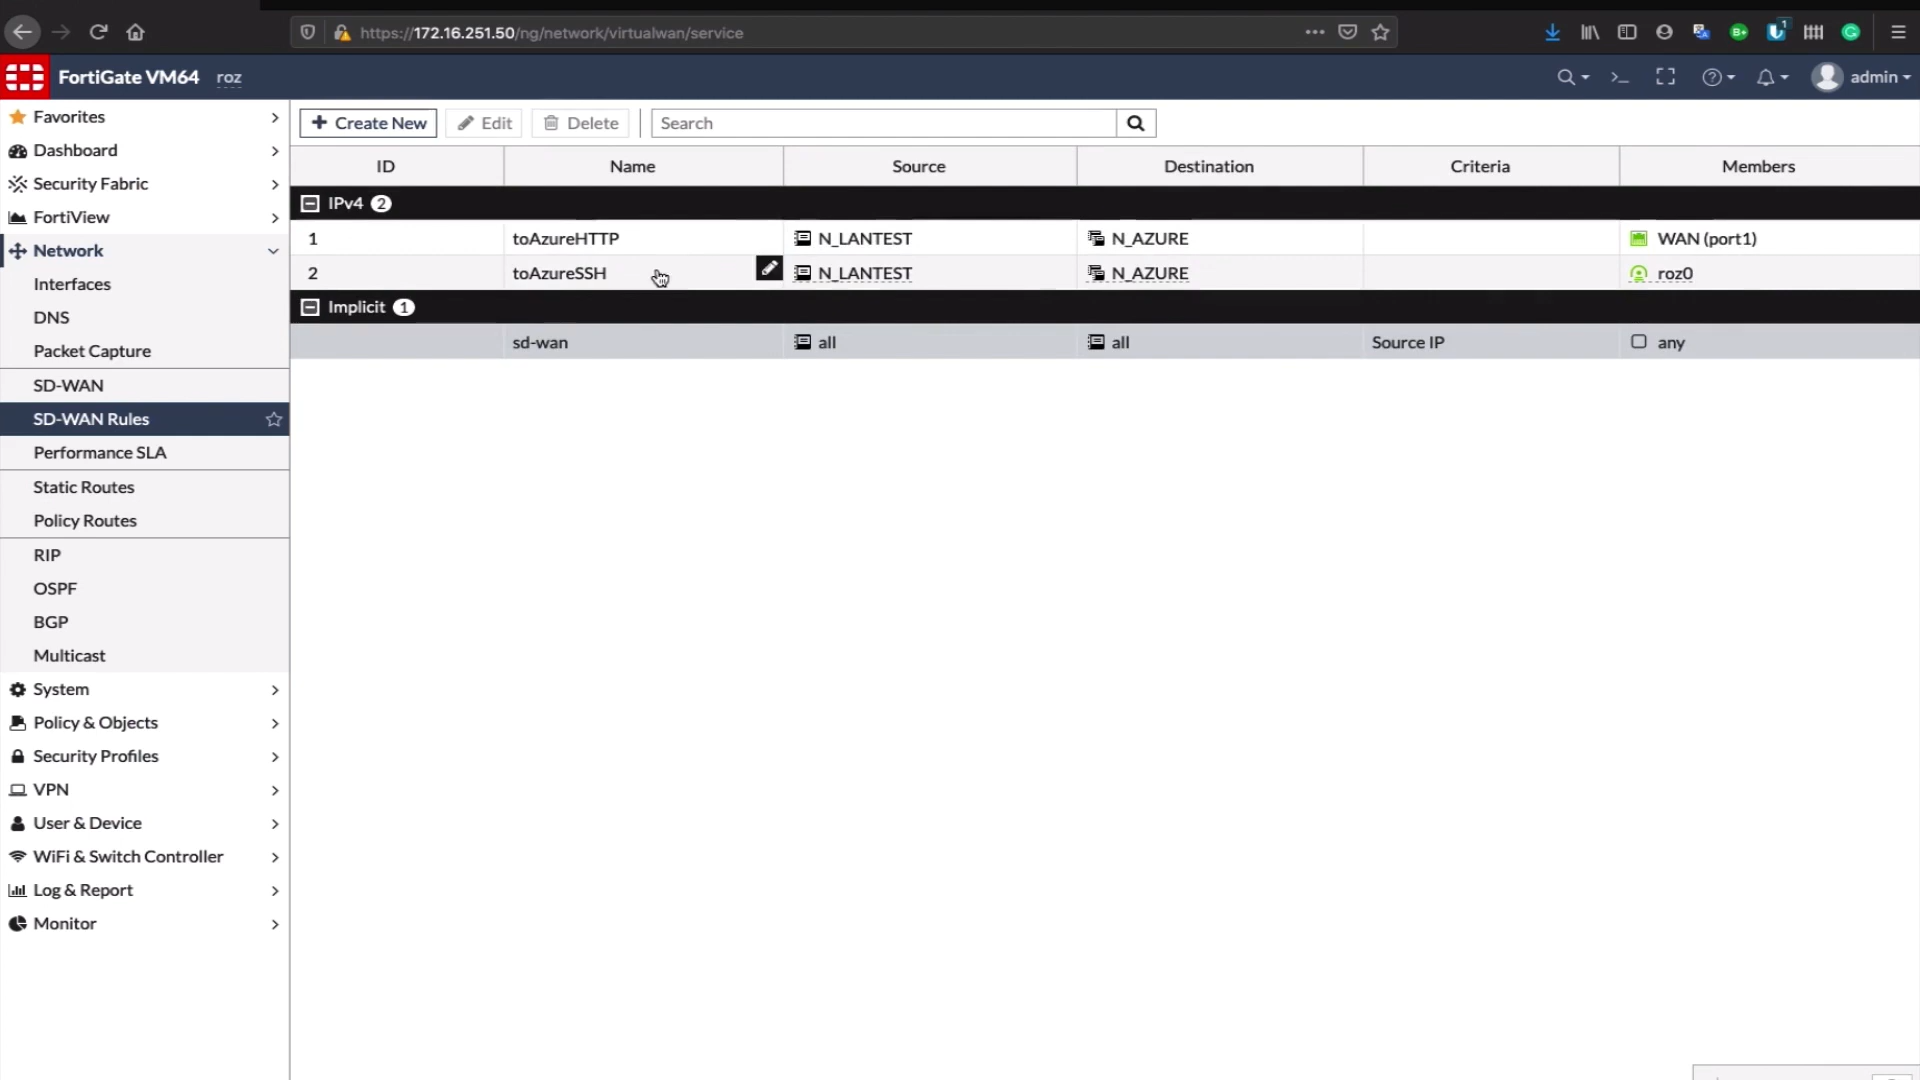 https://172.16.251.50/ng/network/virtualwan/service
B+
1
G
FortiGate VM64 roz
>_
?
admin
Favorites
Dashboard
Security Fabric
FortiView
Network
Interfaces
DNS
Packet Capture
SD-WAN
SD-WAN Rules
Performance SLA
Static Routes
Policy Routes
RIP
OSPF
BGP
Multicast
System
Policy & Objects
Security Profiles
VPN
User & Device
WiFi & Switch Controller
Log & Report
Monitor
+ Create New Edit Delete Search
ID Name Source Destination Criteria Members
IPv4 2
1 toAzureHTTP N_LANTEST N_AZURE WAN (port1)
2 toAzureSSH N_LANTEST N_AZURE roz0
Implicit 1
sd-wan all all Source IP any